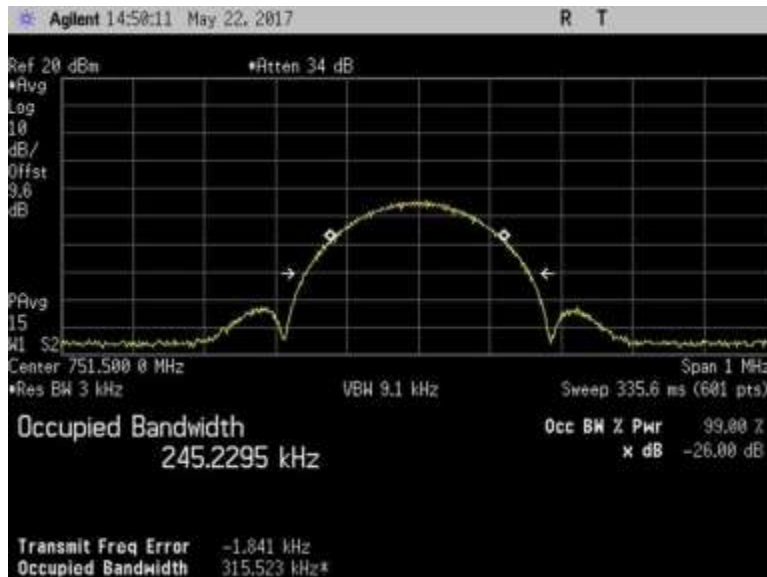 Agilent 14:50:11 May 22, 2017 R T
Ref 20 dBm *Atten 34 dB
*Avg
Log
10
dB/
Offst
9.6
dB
PAvg
15
W1 S2
Center 751.500 0 MHz Span 1 MHz
*Res BW 3 kHz VBW 9.1 kHz Sweep 335.6 ms (601 pts)
Occupied Bandwidth Occ BW % Pwr 99.00 %
245.2295 kHz x dB -26.00 dB
Transmit Freq Error -1.841 kHz
Occupied Bandwidth 315.523 kHz*